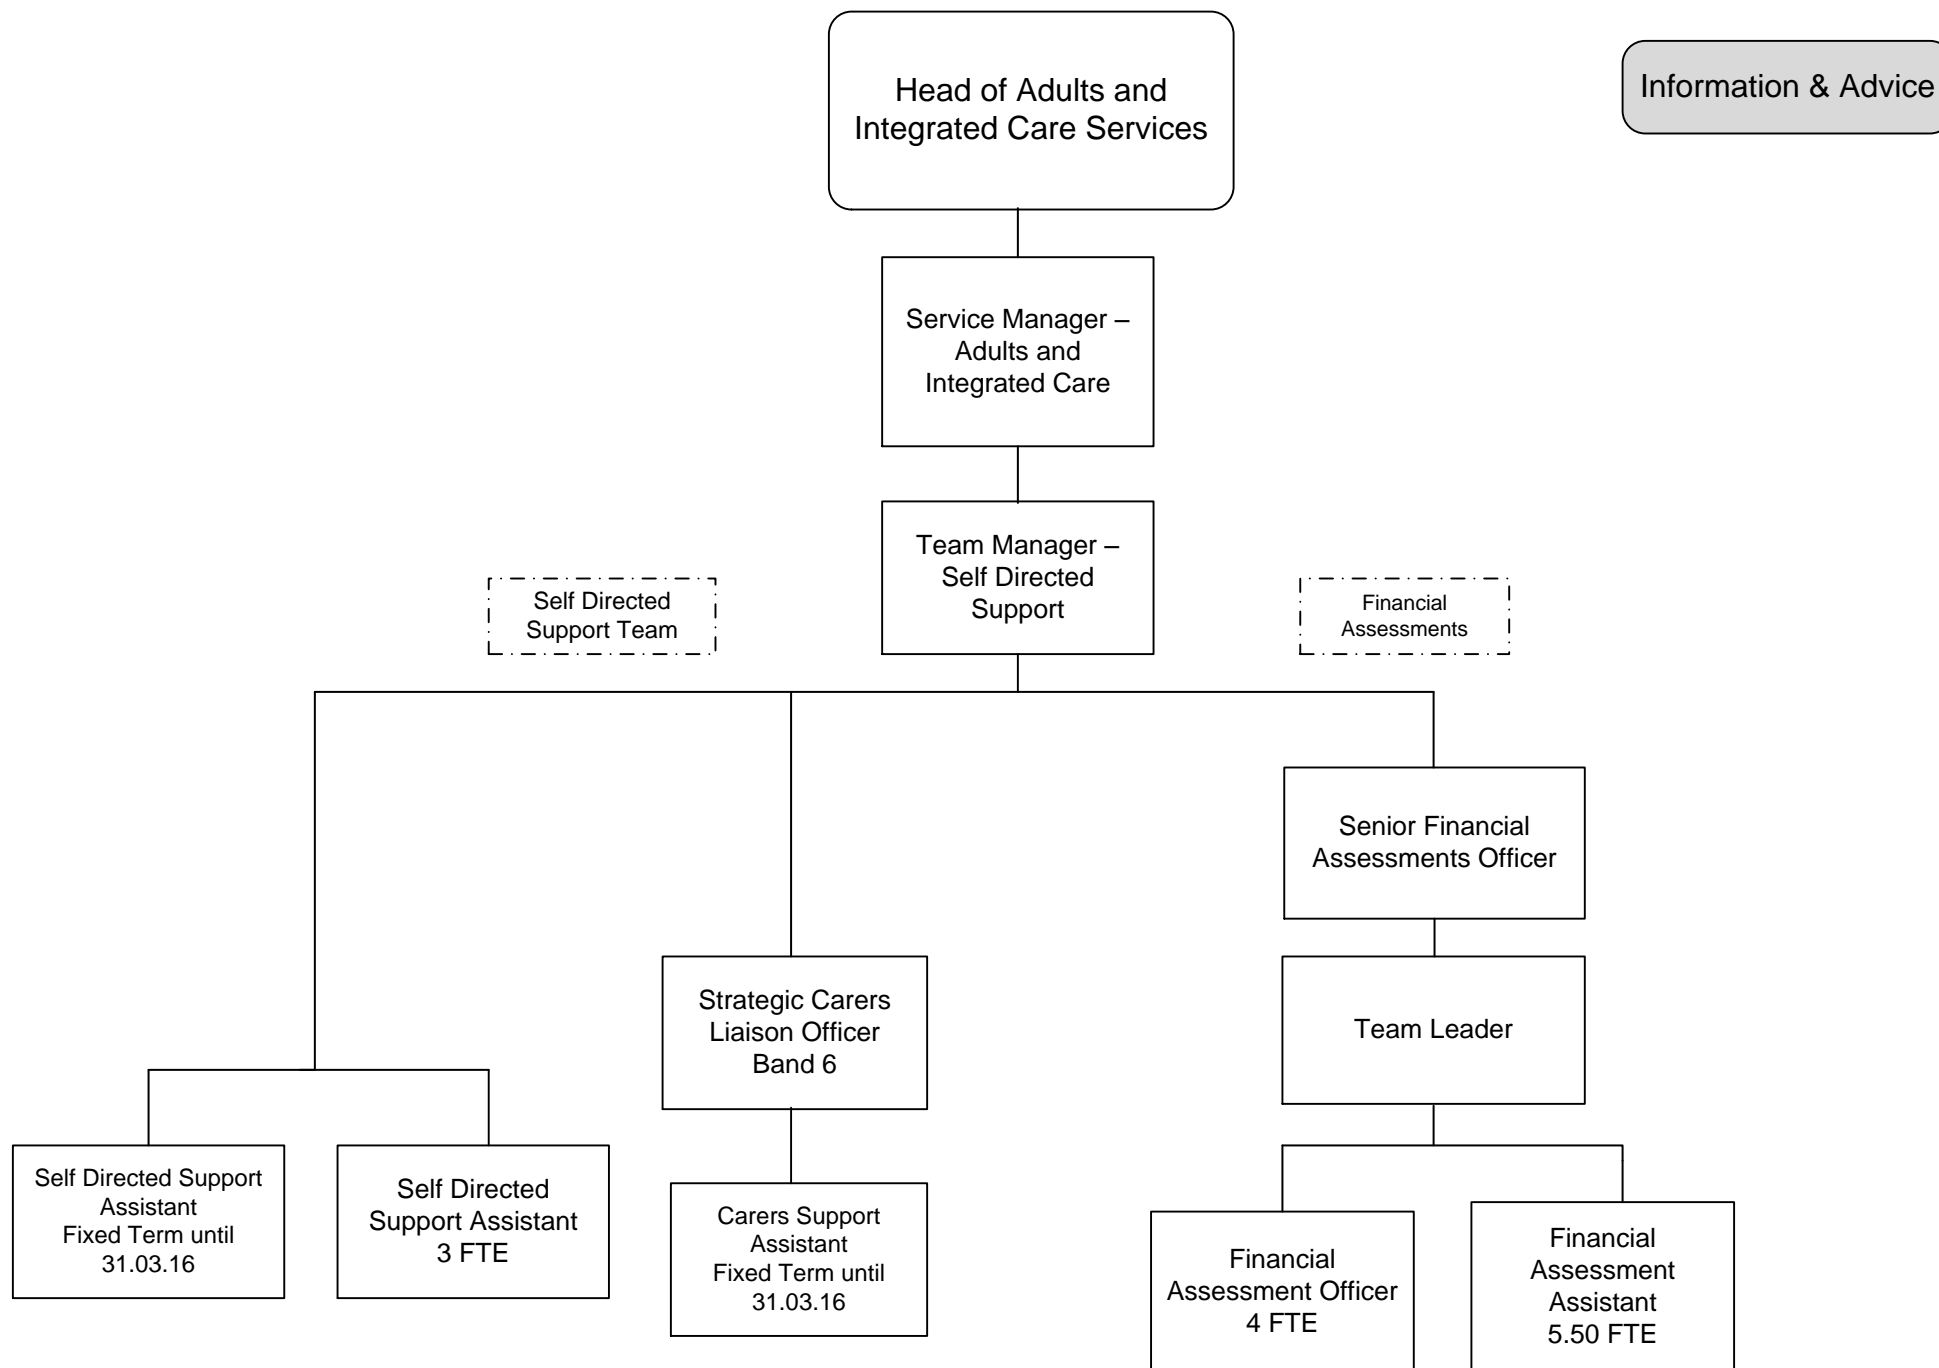 Head of Adults and
Integrated Care Services
Information & Advice
Service Manager –
Adults and
Integrated Care
Team Manager –
Self Directed
Support
Self Directed
Support Team
Financial
Assessments
Senior Financial
Assessments Officer
Strategic Carers
Liaison Officer
Band 6
Team Leader
Self Directed Support
Assistant
Fixed Term until
31.03.16
Self Directed
Support Assistant
3 FTE
Carers Support
Assistant
Fixed Term until
31.03.16
Financial
Assessment Officer
4 FTE
Financial
Assessment
Assistant
5.50 FTE